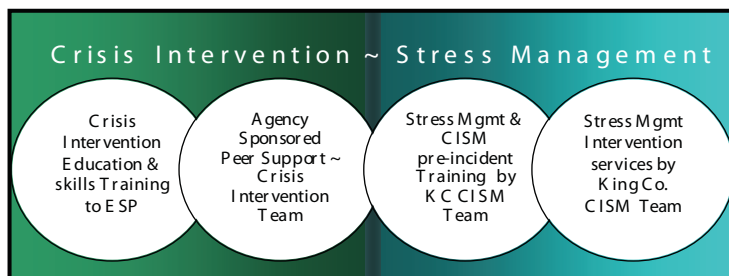 Crisis Intervention ~ Stress Management
Crisis
Intervention
Education &
skills Training
to ESP
Agency
Sponsored
Peer Support ~
Crisis
Intervention
Team
Stress Mgmt &
CISM
pre-incident
Training by
KC CISM
Team
Stress Mgmt
Intervention
services by
King Co.
CISM Team